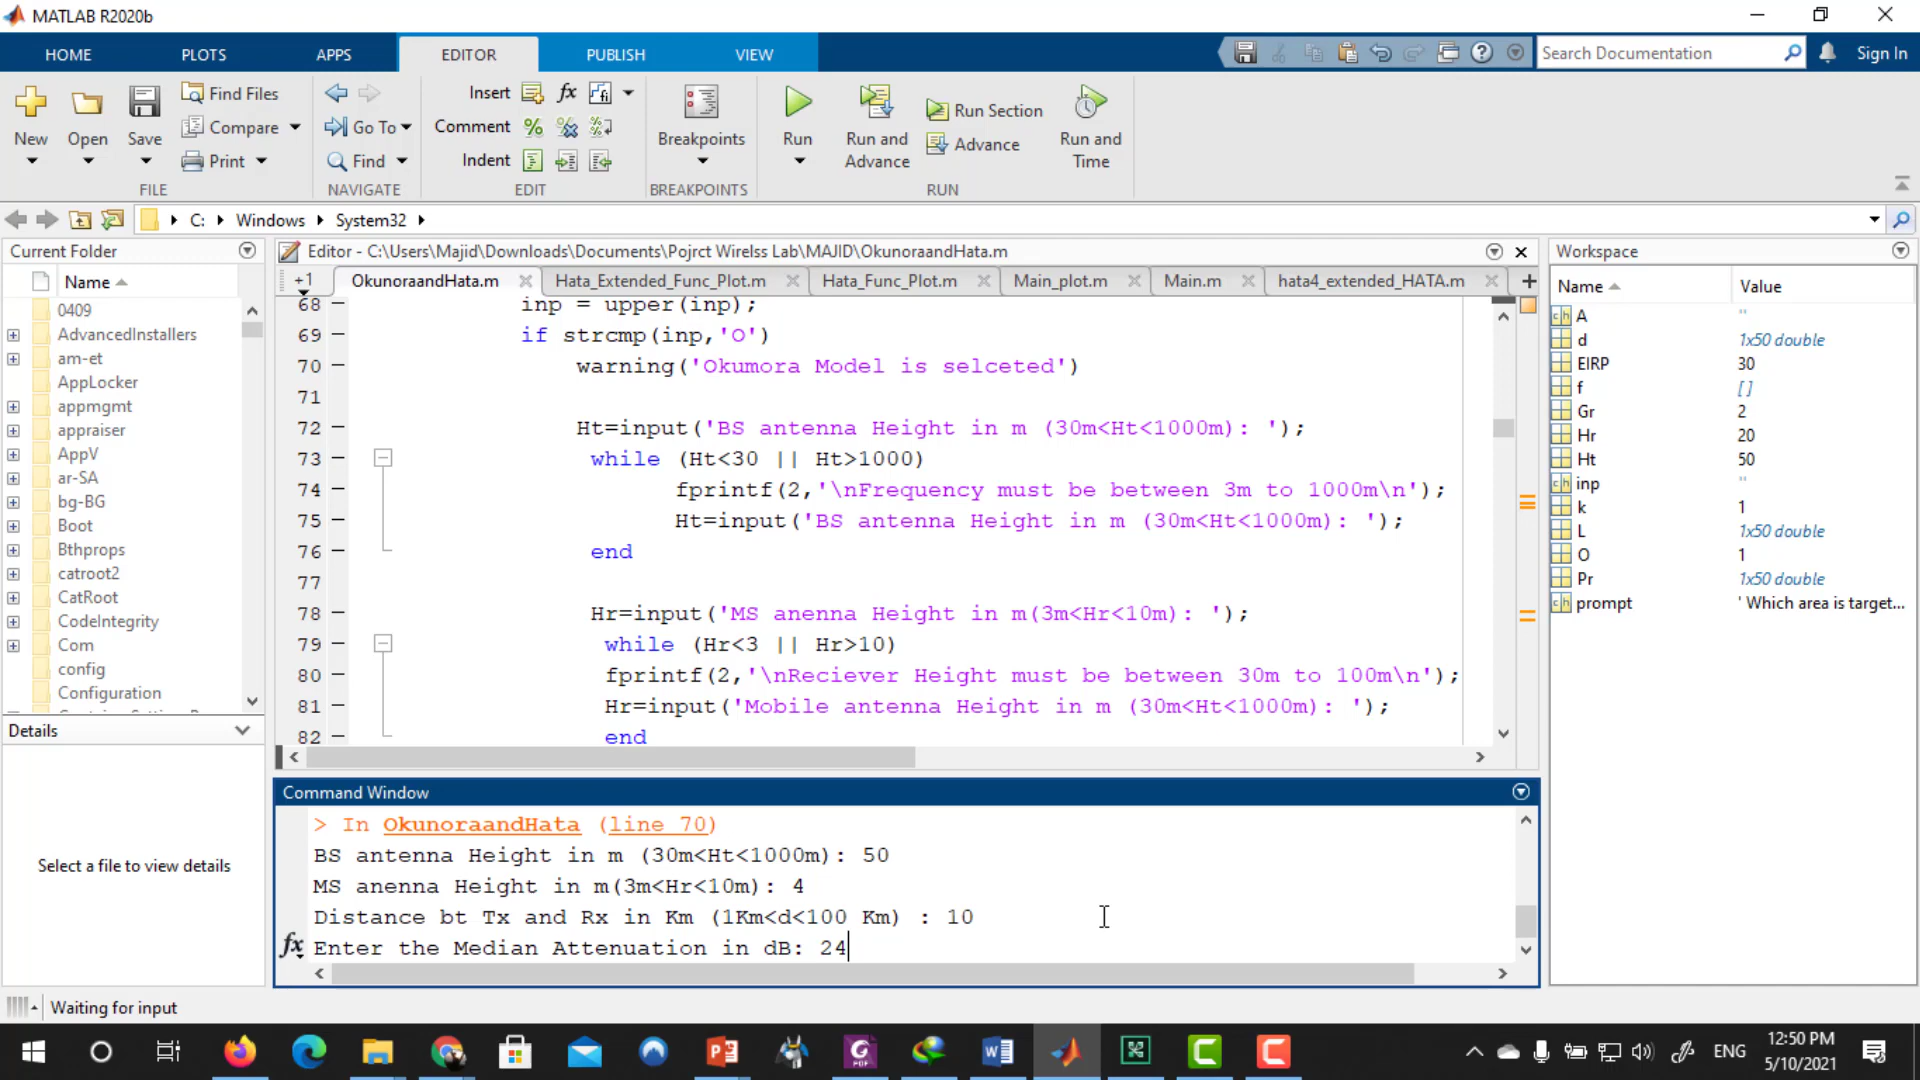 MATLAB R2020b
HOME PLOTS APPS EDITOR PUBLISH VIEW Search Documentation Sign In
New Open Save Find Files Compare Print Go To Find Insert fx Comment Indent Breakpoints Run Run and Advance Run Section Advance Run and Time
FILE NAVIGATE EDIT BREAKPOINTS RUN
C: Windows System32
Current Folder
Name
0409
AdvancedInstallers
am-et
AppLocker
appmgmt
appraiser
AppV
ar-SA
bg-BG
Boot
Bthprops
catroot2
CatRoot
CodeIntegrity
Com
config
Configuration
Details
Select a file to view details
Editor - C:\Users\Majid\Downloads\Documents\Pojrct Wirelss Lab\MAJID\OkunoraandHata.m
+1 OkunoraandHata.m Hata_Extended_Func_Plot.m Hata_Func_Plot.m Main_plot.m Main.m hata4_extended_HATA.m
68 inp = upper(inp);
69 if strcmp(inp,'O')
70 warning('Okumora Model is selceted')
71
72 Ht=input('BS antenna Height in m (30m<Ht<1000m): ');
73 while (Ht<30 || Ht>1000)
74 fprintf(2,'\nFrequency must be between 3m to 1000m\n');
75 Ht=input('BS antenna Height in m (30m<Ht<1000m): ');
76 end
77
78 Hr=input('MS anenna Height in m(3m<Hr<10m): ');
79 while (Hr<3 || Hr>10)
80 fprintf(2,'\nReciever Height must be between 30m to 100m\n');
81 Hr=input('Mobile antenna Height in m (30m<Ht<1000m): ');
82 end
Command Window
> In OkunoraandHata (line 70)
BS antenna Height in m (30m<Ht<1000m): 50
MS anenna Height in m(3m<Hr<10m): 4
Distance bt Tx and Rx in Km (1Km<d<100 Km) : 10
fx Enter the Median Attenuation in dB: 24
Workspace
Name Value
A ''
d 1x50 double
EIRP 30
f []
Gr 2
Hr 20
Ht 50
inp ''
k 1
L 1x50 double
O 1
Pr 1x50 double
prompt ' Which area is target...
Waiting for input
ENG 12:50 PM
5/10/2021